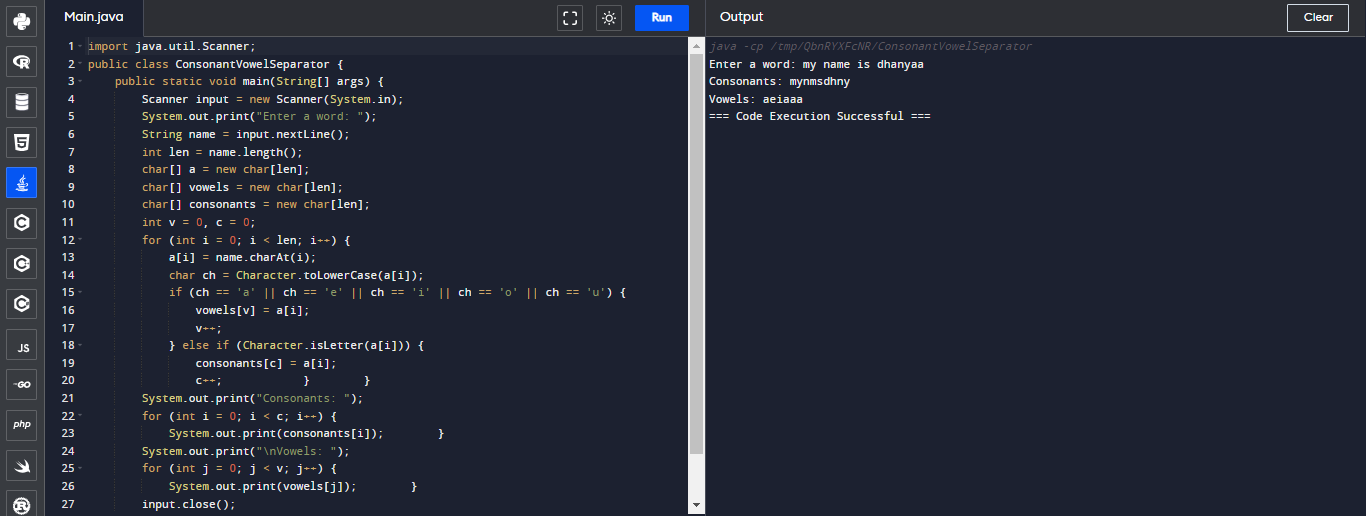 Main.java
Run
Output
Clear
1 import java.util.Scanner;
2 public class ConsonantVowelSeparator {
3     public static void main(String[] args) {
4         Scanner input = new Scanner(System.in);
5         System.out.print("Enter a word: ");
6         String name = input.nextLine();
7         int len = name.length();
8         char[] a = new char[len];
9         char[] vowels = new char[len];
10         char[] consonants = new char[len];
11         int v = 0, c = 0;
12         for (int i = 0; i < len; i++) {
13             a[i] = name.charAt(i);
14             char ch = Character.toLowerCase(a[i]);
15             if (ch == 'a' || ch == 'e' || ch == 'i' || ch == 'o' || ch == 'u') {
16                 vowels[v] = a[i];
17                 v++;
18             } else if (Character.isLetter(a[i])) {
19                 consonants[c] = a[i];
20                 c++;            }        }
21         System.out.print("Consonants: ");
22         for (int i = 0; i < c; i++) {
23             System.out.print(consonants[i]);        }
24         System.out.print("\nVowels: ");
25         for (int j = 0; j < v; j++) {
26             System.out.print(vowels[j]);        }
27         input.close();
java -cp /tmp/QbnRYXFcNR/ConsonantVowelSeparator
Enter a word: my name is dhanyaa
Consonants: mynmsdhny
Vowels: aeiaaa
=== Code Execution Successful ===
R
5
C
C
C
JS
GO
php
R